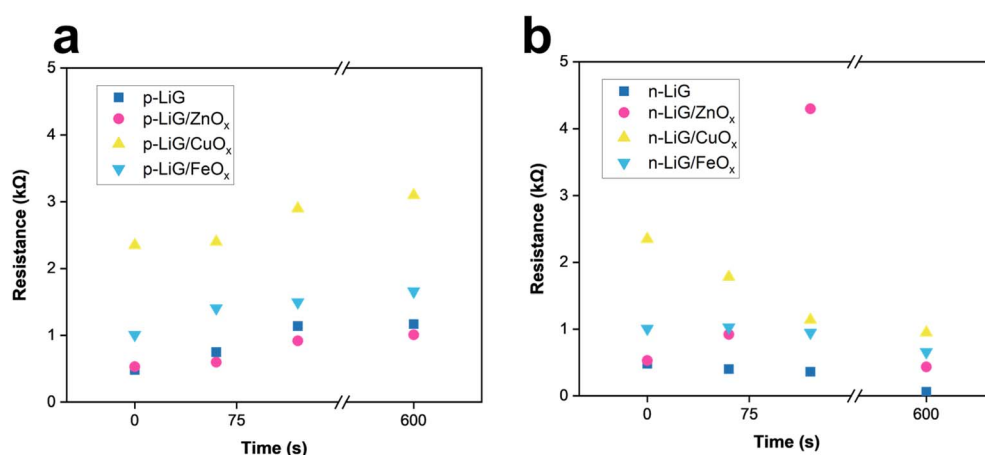 a
5
4
3
2
1
0
Resistance (kΩ)
p-LiG
p-LiG/ZnOx
p-LiG/CuOx
p-LiG/FeOx
0
75
600
Time (s)
b
5
4
3
2
1
0
Resistance (kΩ)
n-LiG
n-LiG/ZnOx
n-LiG/CuOx
n-LiG/FeOx
0
75
600
Time (s)